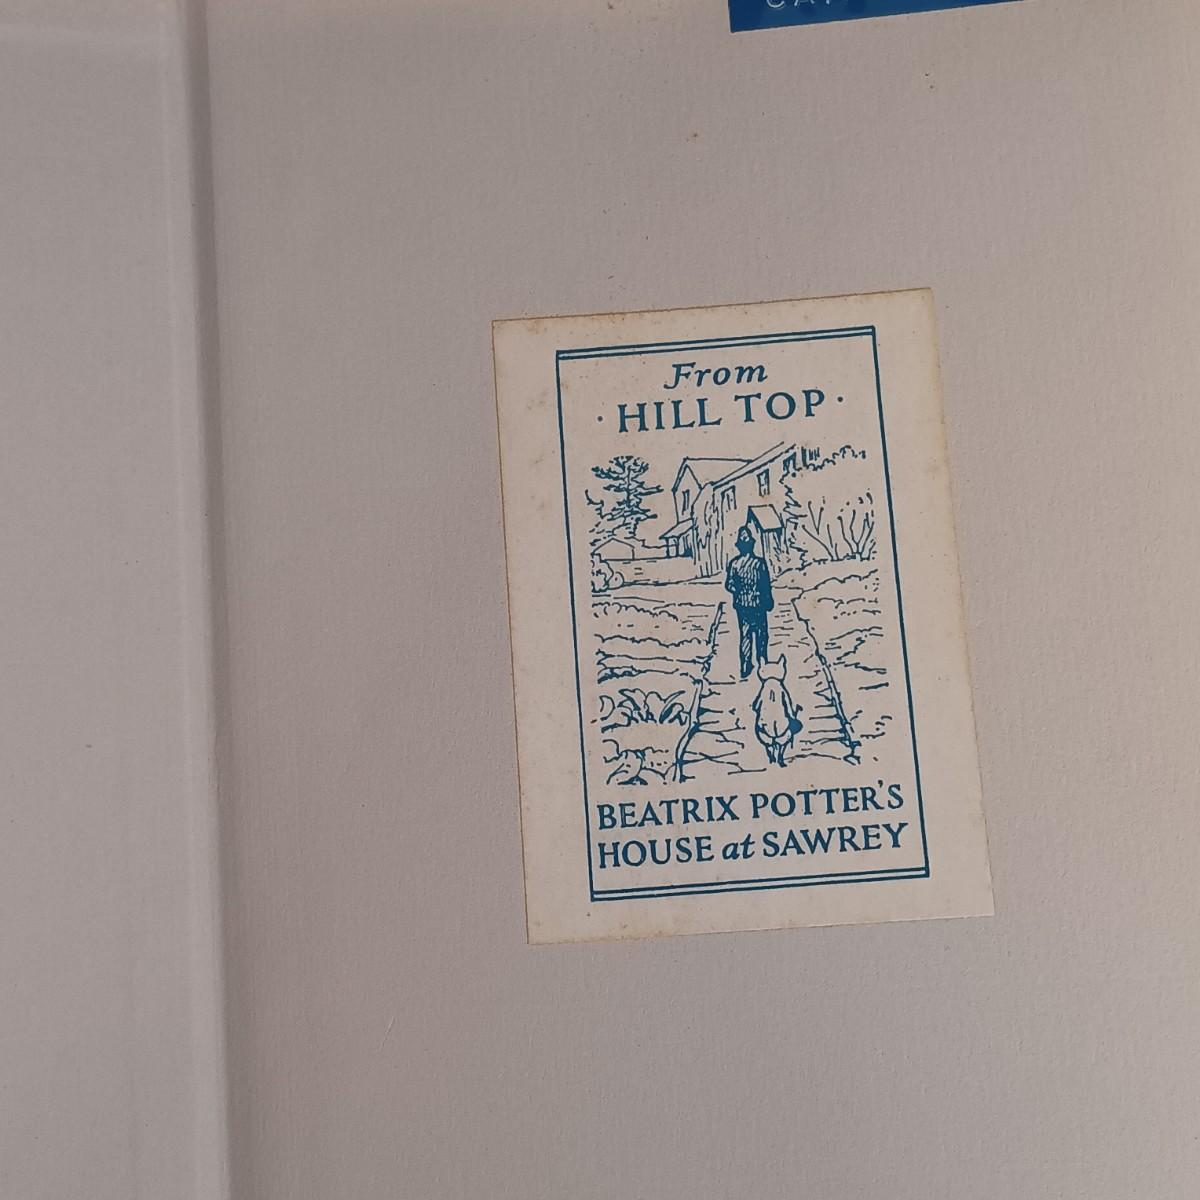 From
· HILL TOP ·
BEATRIX POTTER'S
HOUSE at SAWREY